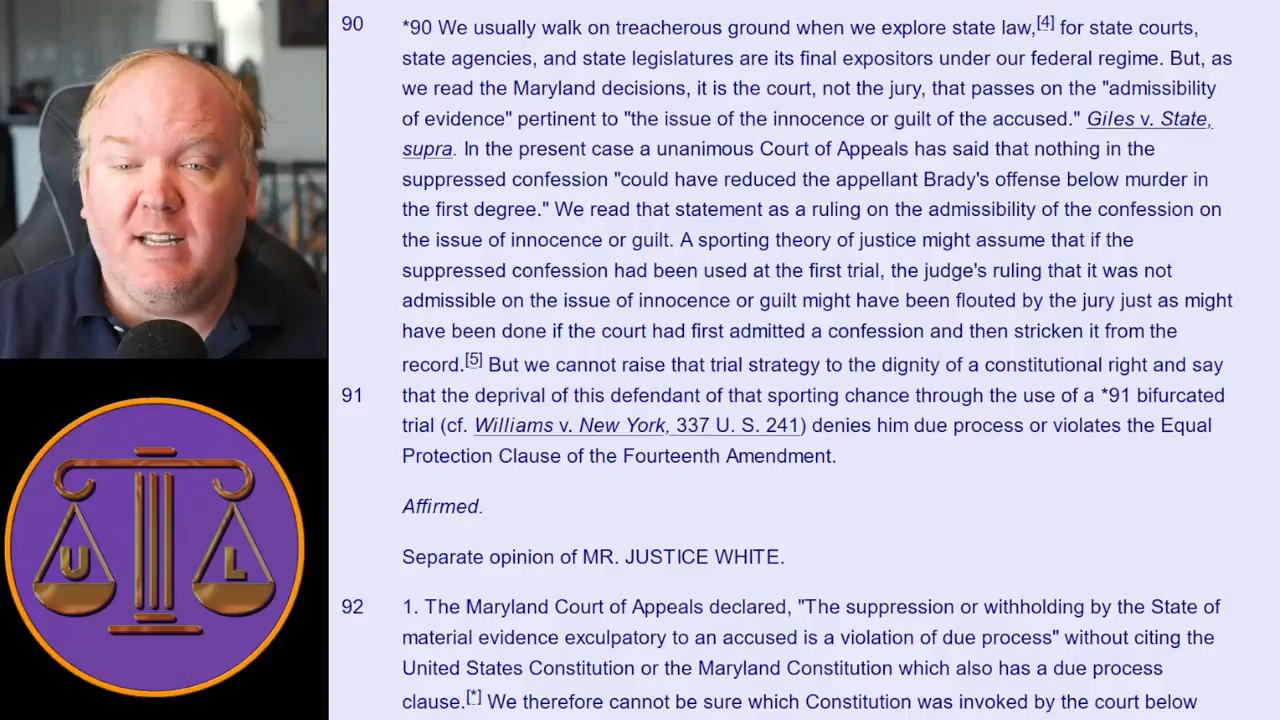 90 *90 We usually walk on treacherous ground when we explore state law,[4] for state courts,
state agencies, and state legislatures are its final expositors under our federal regime. But, as
we read the Maryland decisions, it is the court, not the jury, that passes on the "admissibility
of evidence" pertinent to "the issue of the innocence or guilt of the accused." Giles v. State,
supra. In the present case a unanimous Court of Appeals has said that nothing in the
suppressed confession "could have reduced the appellant Brady's offense below murder in
the first degree." We read that statement as a ruling on the admissibility of the confession on
the issue of innocence or guilt. A sporting theory of justice might assume that if the
suppressed confession had been used at the first trial, the judge's ruling that it was not
admissible on the issue of innocence or guilt might have been flouted by the jury just as might
have been done if the court had first admitted a confession and then stricken it from the
record.[5] But we cannot raise that trial strategy to the dignity of a constitutional right and say
91 that the deprival of this defendant of that sporting chance through the use of a *91 bifurcated
trial (cf. Williams v. New York, 337 U. S. 241) denies him due process or violates the Equal
Protection Clause of the Fourteenth Amendment.
Affirmed.
Separate opinion of MR. JUSTICE WHITE.
92 1. The Maryland Court of Appeals declared, "The suppression or withholding by the State of
material evidence exculpatory to an accused is a violation of due process" without citing the
United States Constitution or the Maryland Constitution which also has a due process
clause.[*] We therefore cannot be sure which Constitution was invoked by the court below
U L